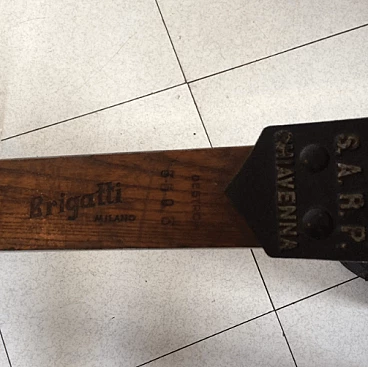 Brigatti
MILANO
CHIAVENNA
S.A.R.P.